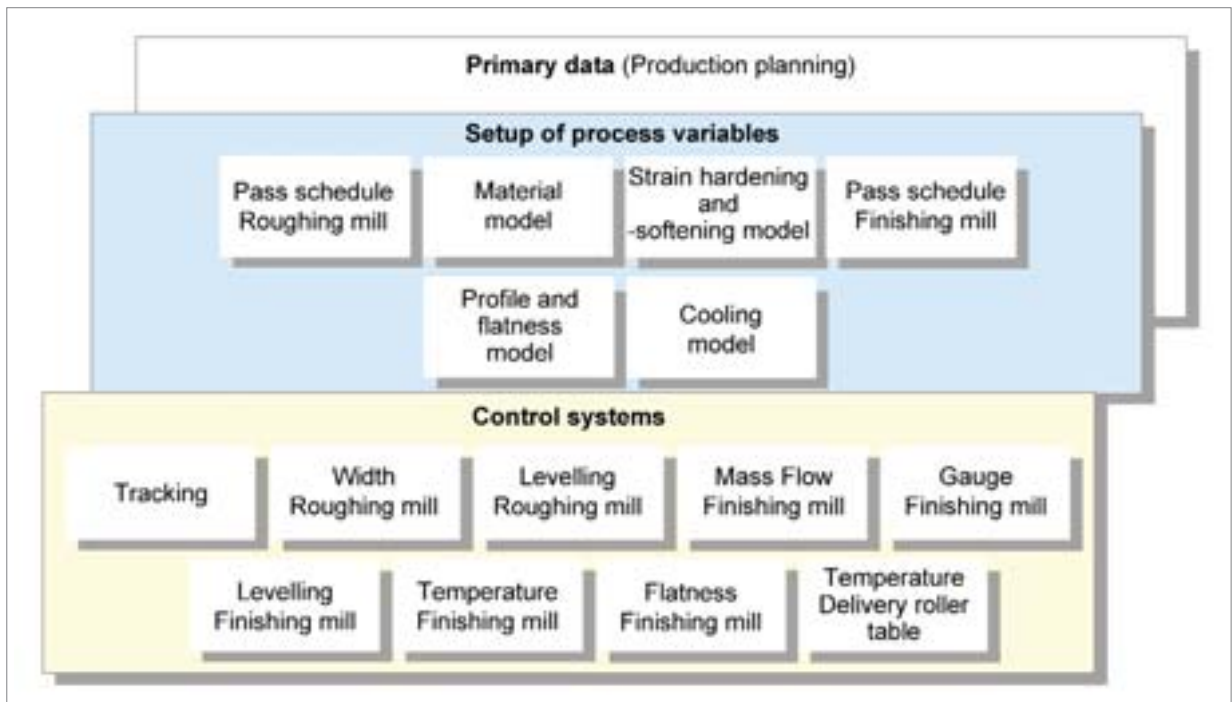 Primary data (Production planning)
Setup of process variables
Pass schedule
Roughing mill
Material
model
Strain hardening
and
-softening model
Pass schedule
Finishing mill
Profile and
flatness
model
Cooling
model
Control systems
Tracking
Width
Roughing mill
Levelling
Roughing mill
Mass Flow
Finishing mill
Gauge
Finishing mill
Levelling
Finishing mill
Temperature
Finishing mill
Flatness
Finishing mill
Temperature
Delivery roller
table